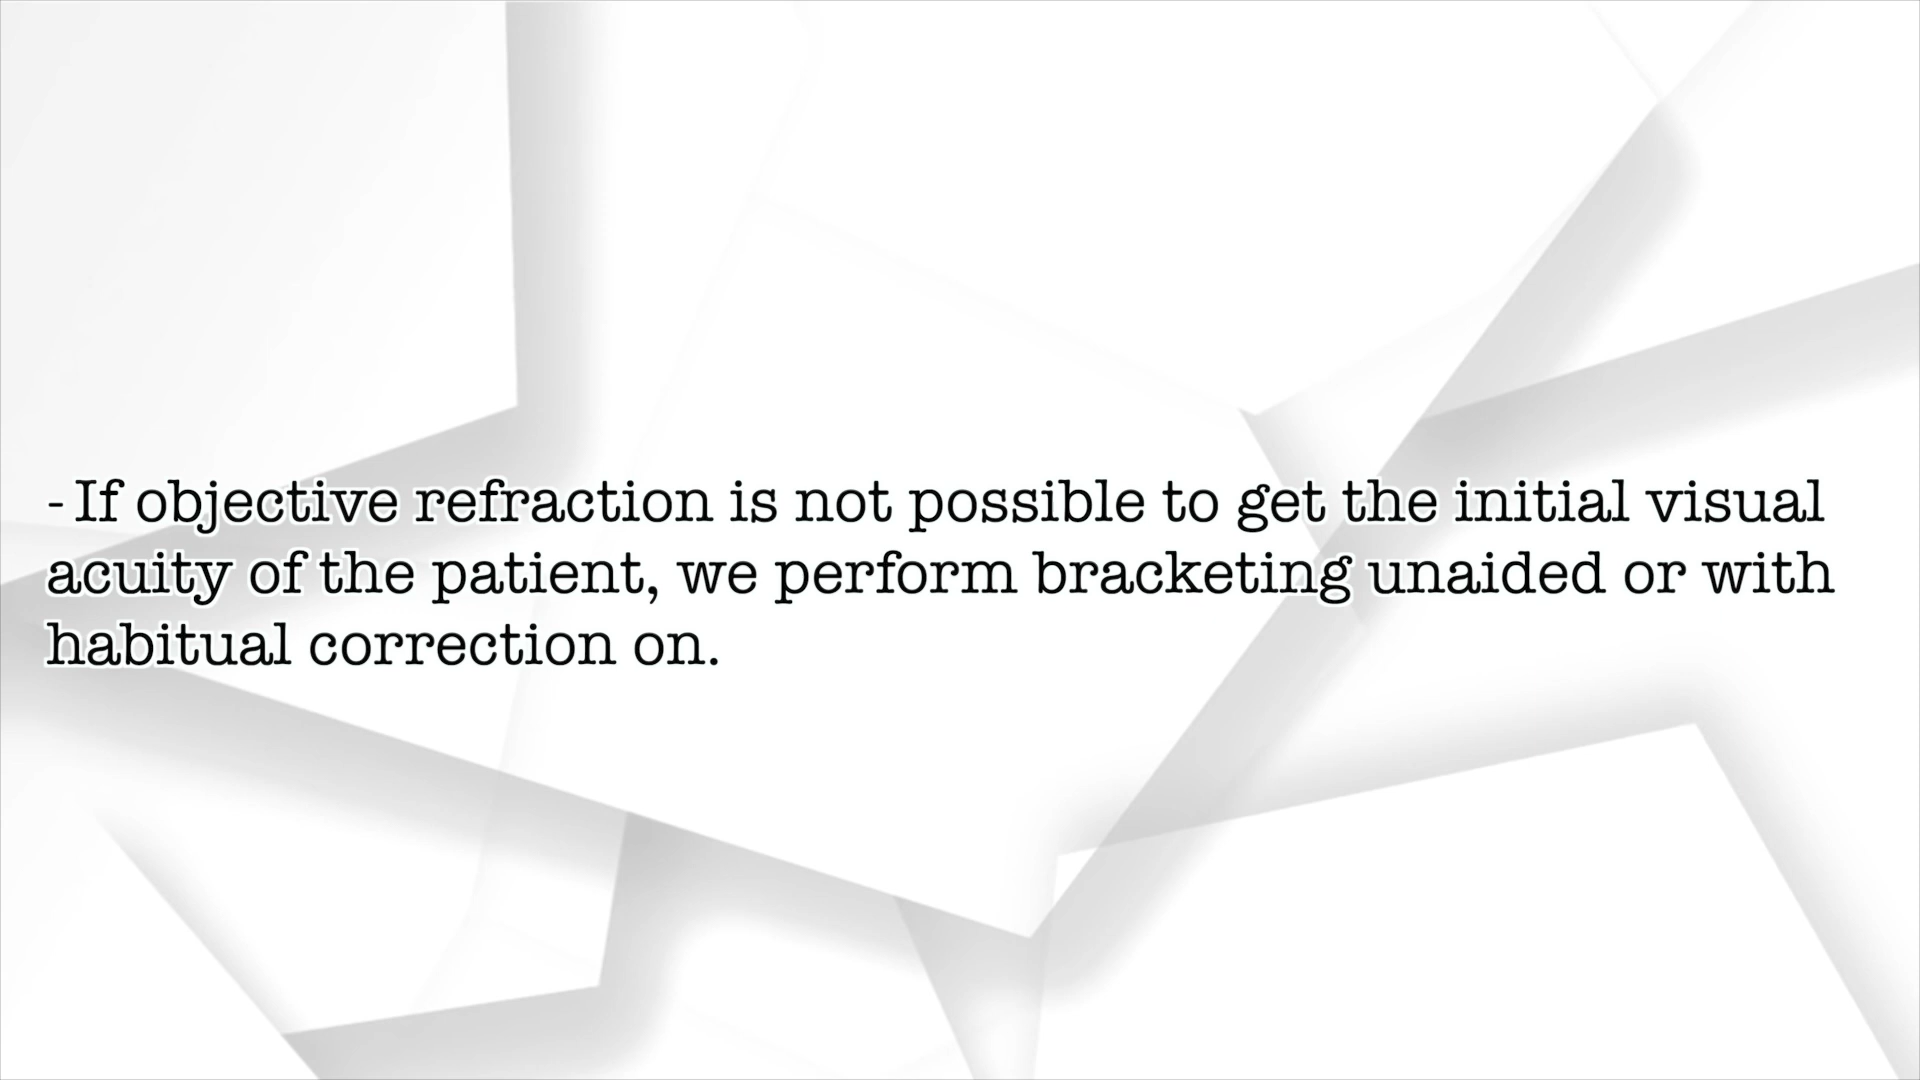 - If objective refraction is not possible to get the initial visual
acuity of the patient, we perform bracketing unaided or with
habitual correction on.